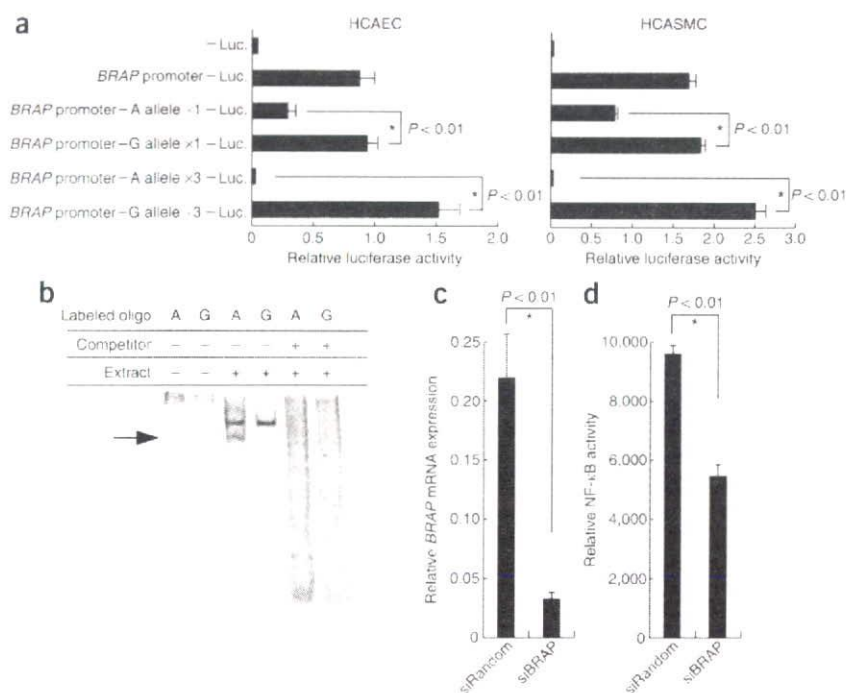 a
HCAEC
– Luc.
BRAP promoter – Luc.
BRAP promoter – A allele ×1 – Luc.
BRAP promoter – G allele ×1 – Luc.
BRAP promoter – A allele ×3 – Luc.
BRAP promoter – G allele ×3 – Luc.
* P < 0.01
* P < 0.01
0 0.5 1.0 1.5 2.0
Relative luciferase activity
HCASMC
* P < 0.01
* P < 0.01
0 0.5 1.0 1.5 2.0 2.5 3.0
Relative luciferase activity
b
Labeled oligo A G A G A G
Competitor – – – – + +
Extract – – + + + +
c
P < 0.01
*
0.25
0.20
0.15
0.10
0.05
0
Relative BRAP mRNA expression
siRandom
siBRAP
d
P < 0.01
*
10,000
8,000
6,000
4,000
2,000
0
Relative NF-κB activity
siRandom
siBRAP